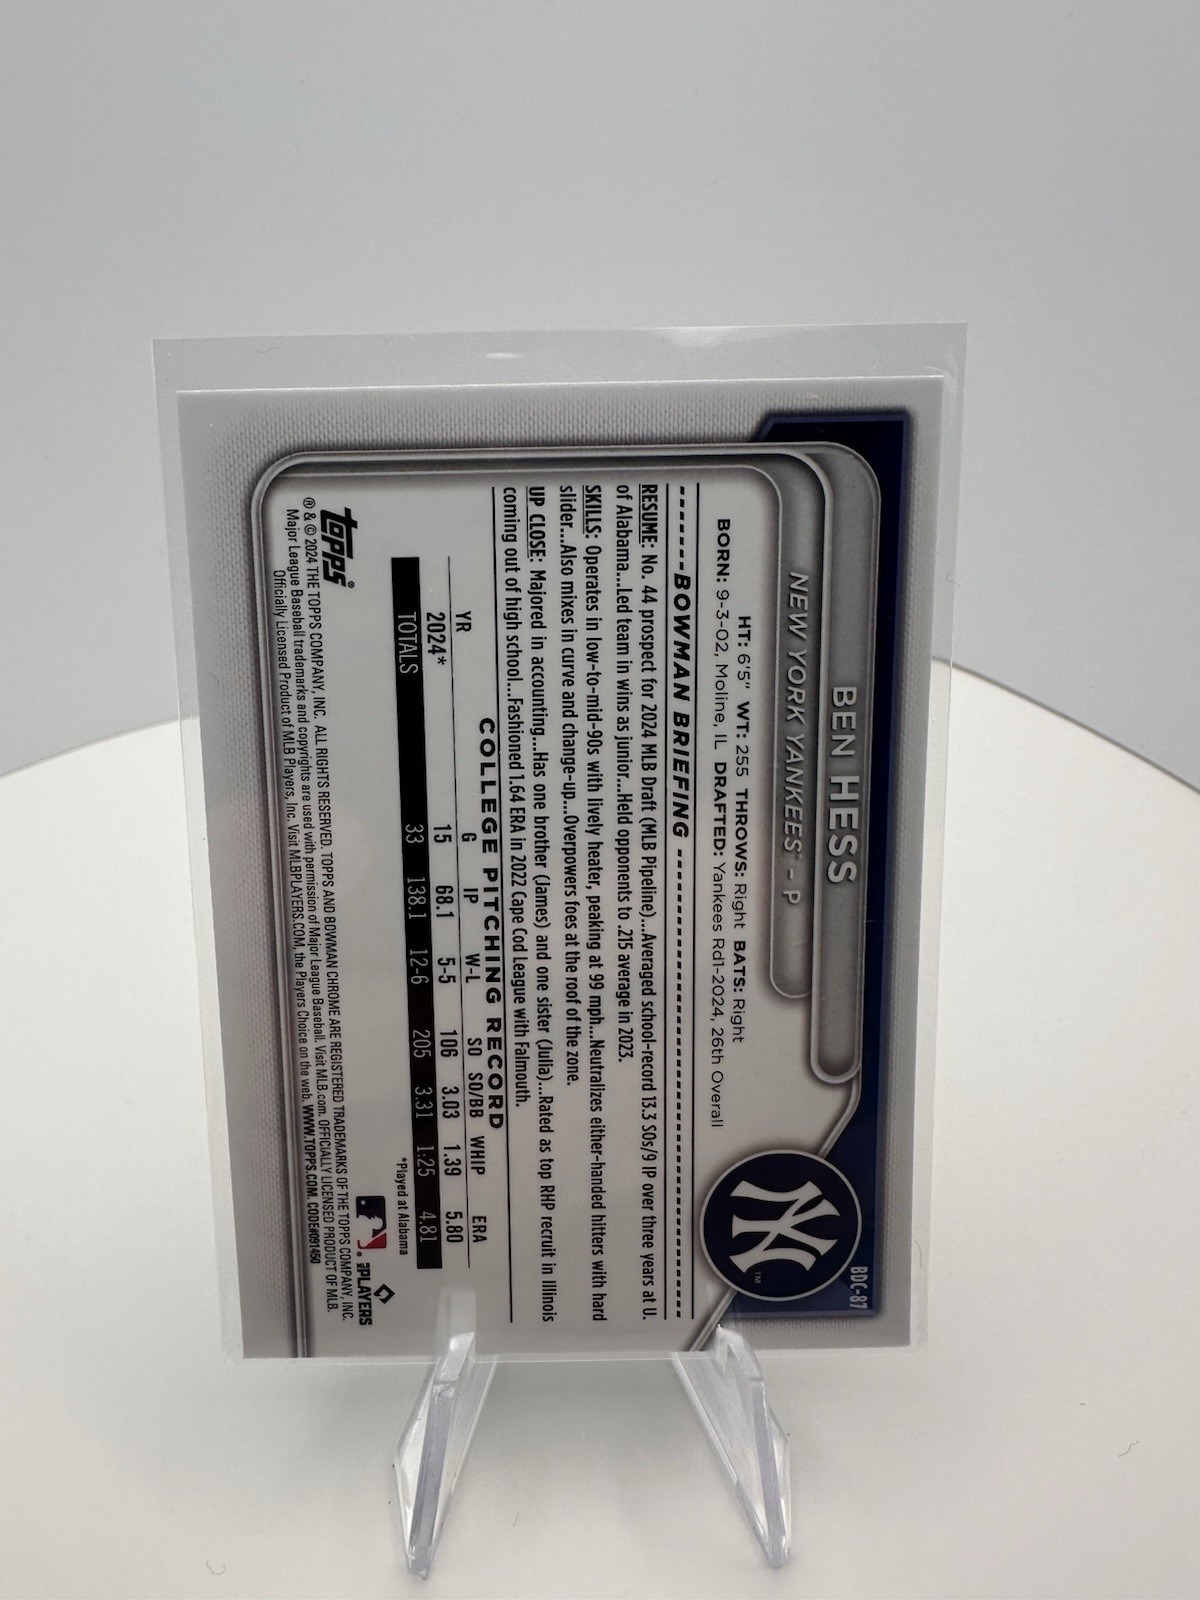 BDC-87
BEN HESS
NEW YORK YANKEES™ – P
HT: 6'5" WT: 255 THROWS: Right BATS: Right
BORN: 9-3-02, Moline, IL DRAFTED: Yankees Rd1-2024, 26th Overall
BOWMAN BRIEFING
RESUME: No. 44 prospect for 2024 MLB Draft (MLB Pipeline)...Averaged school-record 13.3 SOs/9 IP over three years at U.
of Alabama...Led team in wins as junior...Held opponents to .215 average in 2023.
SKILLS: Operates in low-to-mid-90s with lively heater, peaking at 99 mph...Neutralizes either-handed hitters with hard
slider...Also mixes in curve and change-up...Overpowers foes at the roof of the zone.
UP CLOSE: Majored in accounting...Has one brother (James) and one sister (Julia)...Rated as top RHP recruit in Illinois
coming out of high school...Fashioned 1.64 ERA in 2022 Cape Cod League with Falmouth.
COLLEGE PITCHING RECORD
YR G IP W-L SO SO/BB WHIP ERA
2024* 15 68.1 5-5 106 3.03 1.39 5.80
TOTALS 33 138.1 12-6 205 3.31 1.25 4.81
*Played at Alabama
topps®
MLB PLAYERS
® & © 2024 THE TOPPS COMPANY, INC. ALL RIGHTS RESERVED. TOPPS AND BOWMAN CHROME ARE REGISTERED TRADEMARKS OF THE TOPPS COMPANY, INC.
Major League Baseball trademarks and copyrights are used with permission of Major League Baseball. Visit MLB.com. OFFICIALLY LICENSED PRODUCT OF MLB.
Officially Licensed Product of MLB Players, Inc. Visit MLBPLAYERS.COM, the Players Choice on the web. WWW.TOPPS.COM. CODE#091450